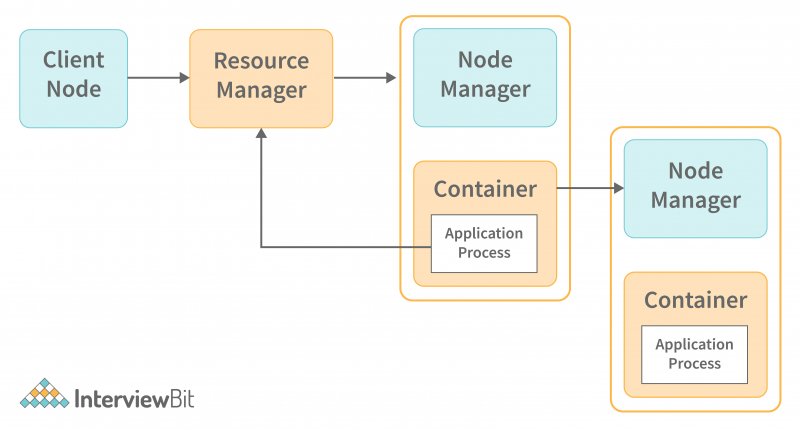 Client
Node
Resource
Manager
Node
Manager
Container
Application
Process
Node
Manager
Container
Application
Process
InterviewBit